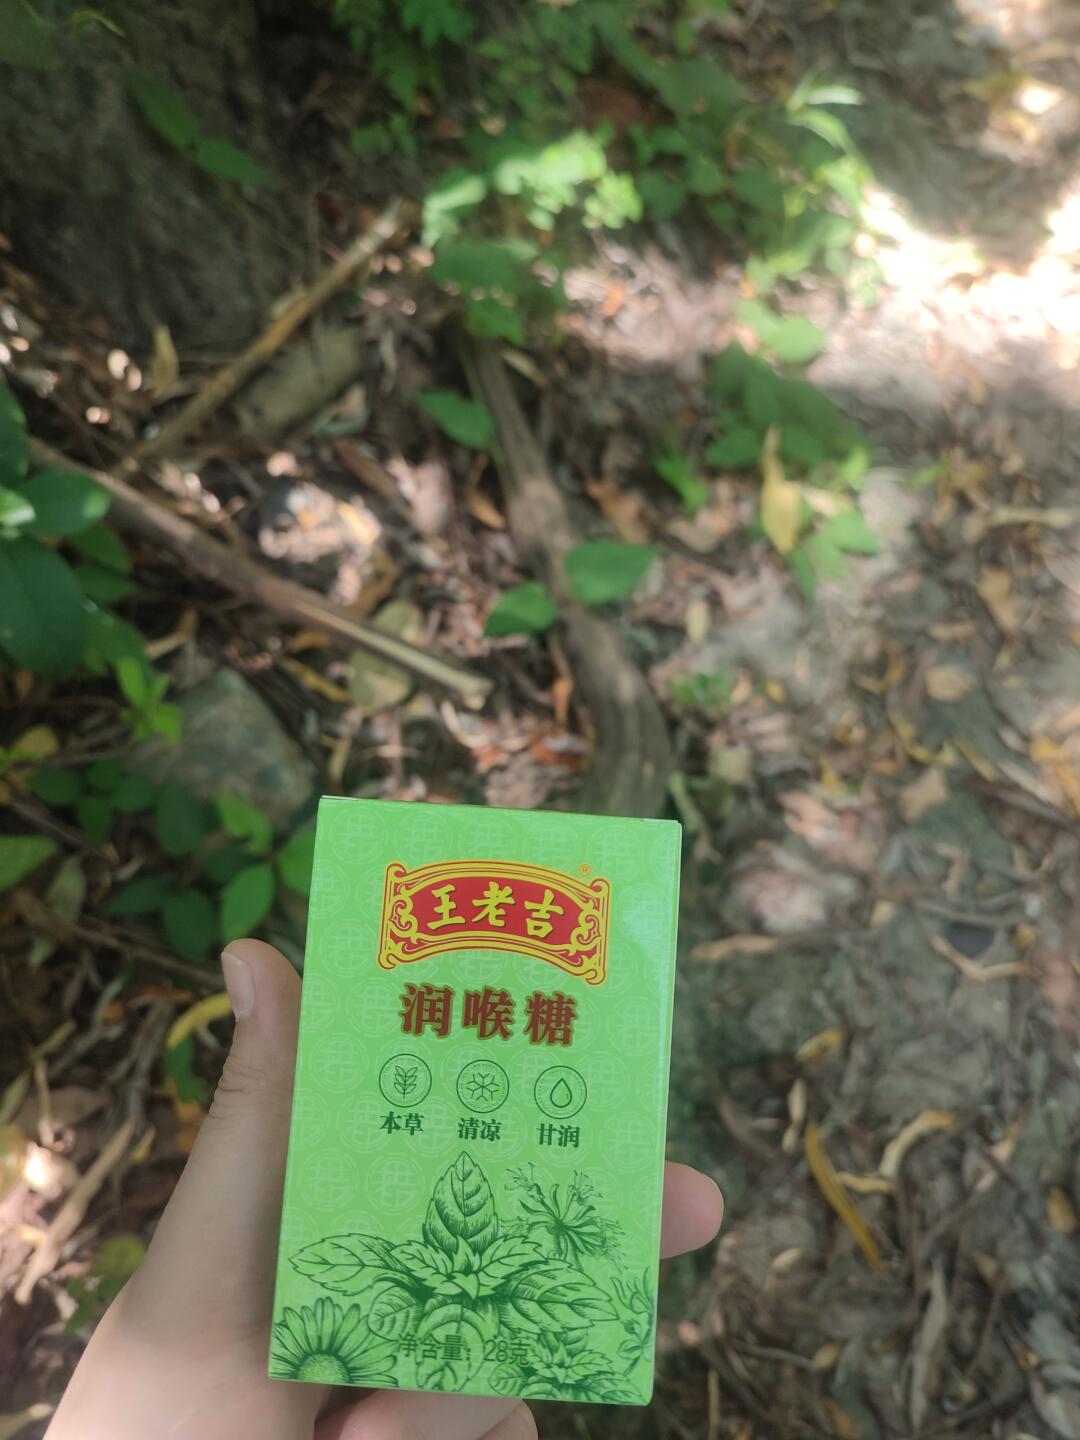 王老吉®
润喉糖
本草 清凉 甘润
净含量: 28克